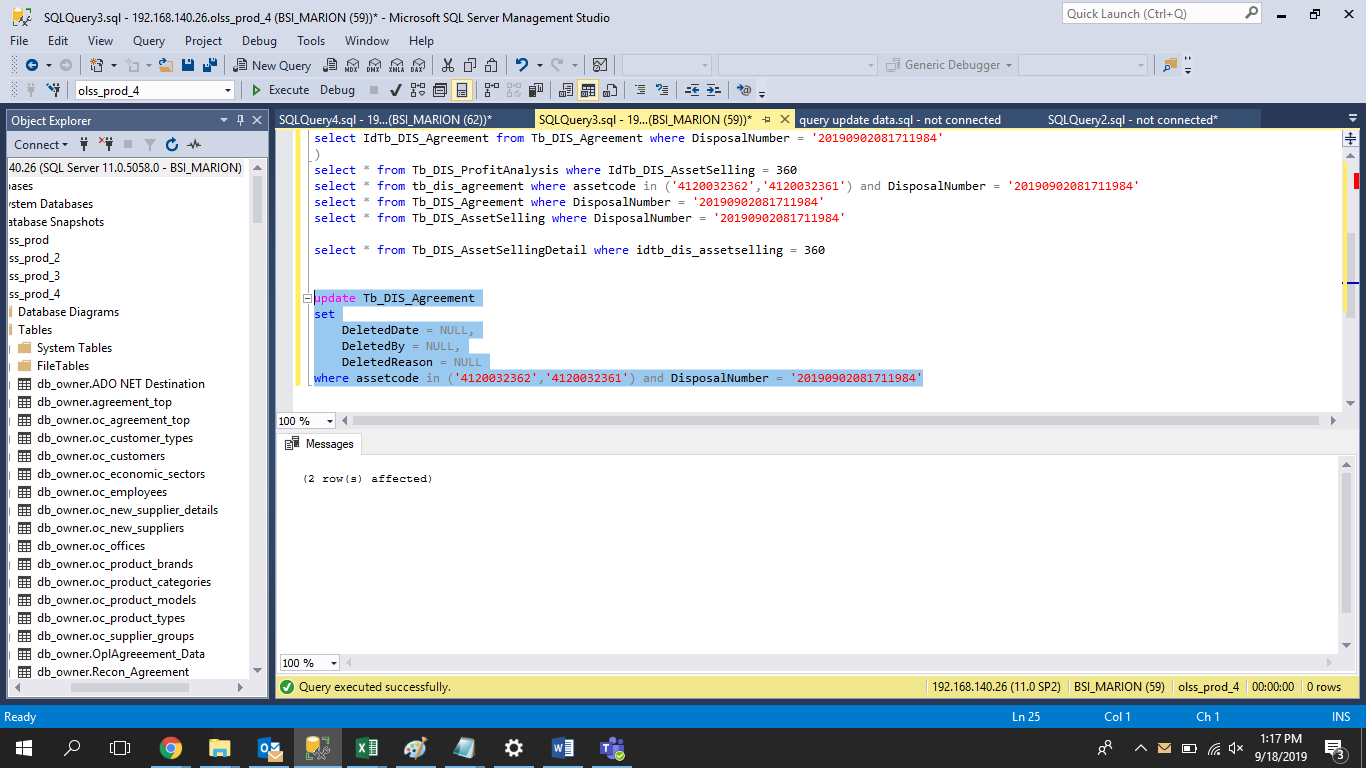 SQLQuery3.sql - 192.168.140.26.olss_prod_4 (BSI_MARION (59))* - Microsoft SQL Server Management Studio
Quick Launch (Ctrl+Q)
File Edit View Query Project Debug Tools Window Help
New Query
MDX DMX XMLA DAX
Generic Debugger
olss_prod_4
Execute Debug
Object Explorer
Connect
40.26 (SQL Server 11.0.5058.0 - BSI_MARION)
ases
stem Databases
atabase Snapshots
ss_prod
ss_prod_2
ss_prod_3
ss_prod_4
Database Diagrams
Tables
System Tables
FileTables
db_owner.ADO NET Destination
db_owner.agreement_top
db_owner.oc_agreement_top
db_owner.oc_customer_types
db_owner.oc_customers
db_owner.oc_economic_sectors
db_owner.oc_employees
db_owner.oc_new_supplier_details
db_owner.oc_new_suppliers
db_owner.oc_offices
db_owner.oc_product_brands
db_owner.oc_product_categories
db_owner.oc_product_models
db_owner.oc_product_types
db_owner.oc_supplier_groups
db_owner.OplAgreeement_Data
db_owner.Recon_Agreement
SQLQuery4.sql - 19...(BSI_MARION (62))*
SQLQuery3.sql - 19...(BSI_MARION (59))*
query update data.sql - not connected
SQLQuery2.sql - not connected*
select IdTb_DIS_Agreement from Tb_DIS_Agreement where DisposalNumber = '20190902081711984'
)
select * from Tb_DIS_ProfitAnalysis where IdTb_DIS_AssetSelling = 360
select * from tb_dis_agreement where assetcode in ('4120032362','4120032361') and DisposalNumber = '20190902081711984'
select * from Tb_DIS_Agreement where DisposalNumber = '20190902081711984'
select * from Tb_DIS_AssetSelling where DisposalNumber = '20190902081711984'
select * from Tb_DIS_AssetSellingDetail where idtb_dis_assetselling = 360
update Tb_DIS_Agreement
set
DeletedDate = NULL,
DeletedBy = NULL,
DeletedReason = NULL
where assetcode in ('4120032362','4120032361') and DisposalNumber = '20190902081711984'
100 %
Messages
(2 row(s) affected)
100 %
Query executed successfully.
192.168.140.26 (11.0 SP2) BSI_MARION (59) olss_prod_4 00:00:00 0 rows
Ready
Ln 25 Col 1 Ch 1 INS
1:17 PM
9/18/2019
3